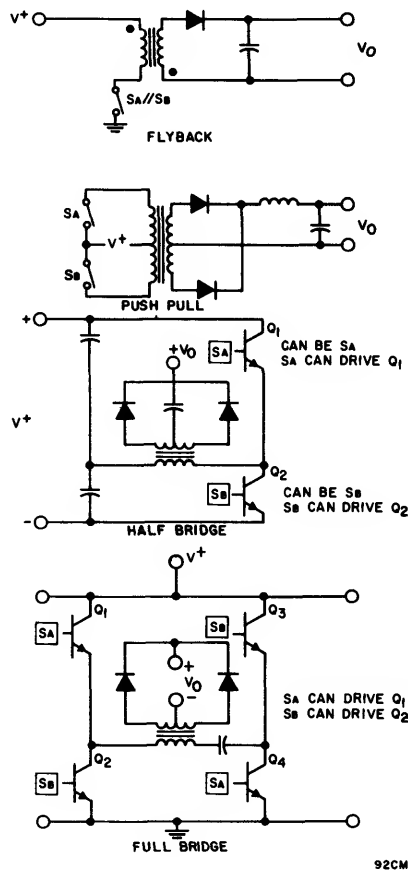 V+
SA//SB
VO
FLYBACK
SA
V+
SB
VO
PUSH PULL
+
Q1
SA
CAN BE SA
SA CAN DRIVE Q1
+VO
V+
Q2
SB
CAN BE SB
SB CAN DRIVE Q2
-
HALF BRIDGE
V+
Q1
SA
Q3
SB
+
VO
-
SA CAN DRIVE Q1
SB CAN DRIVE Q2
Q2
SB
Q4
SA
FULL BRIDGE
92CM